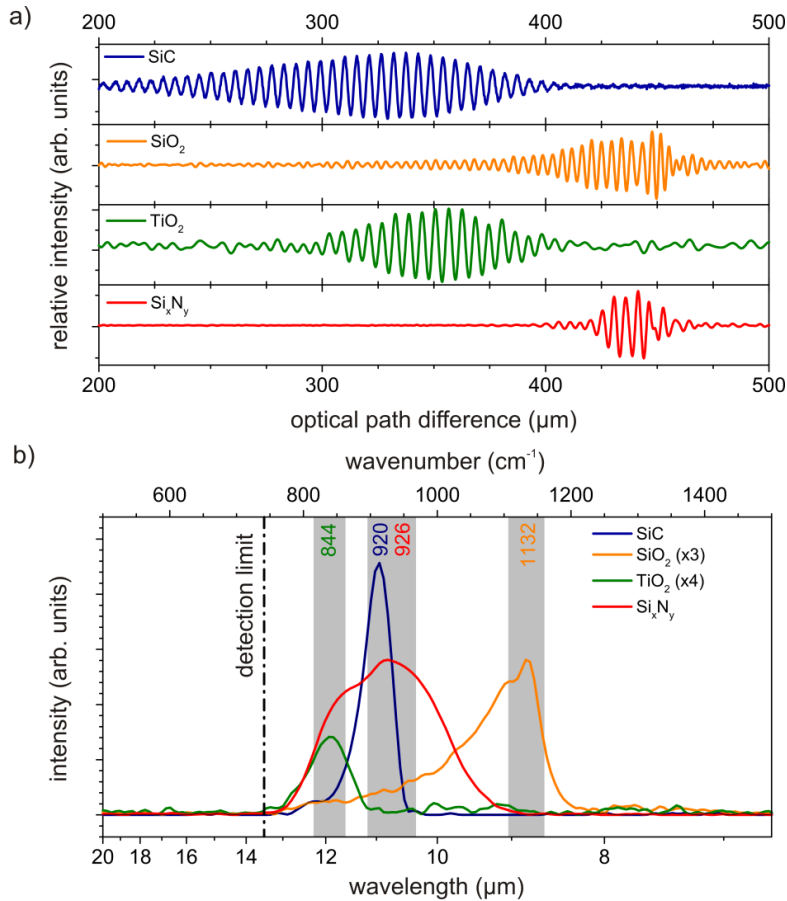 a)
200 300 400 500
SiC
SiO₂
TiO₂
SiₓNᵧ
relative intensity (arb. units)
200 300 400 500
optical path difference (µm)
b)
wavenumber (cm⁻¹)
600 800 1000 1200 1400
detection limit
844
920
926
1132
SiC
SiO₂ (x3)
TiO₂ (x4)
SiₓNᵧ
intensity (arb. units)
20 18 16 14 12 10 8
wavelength (µm)